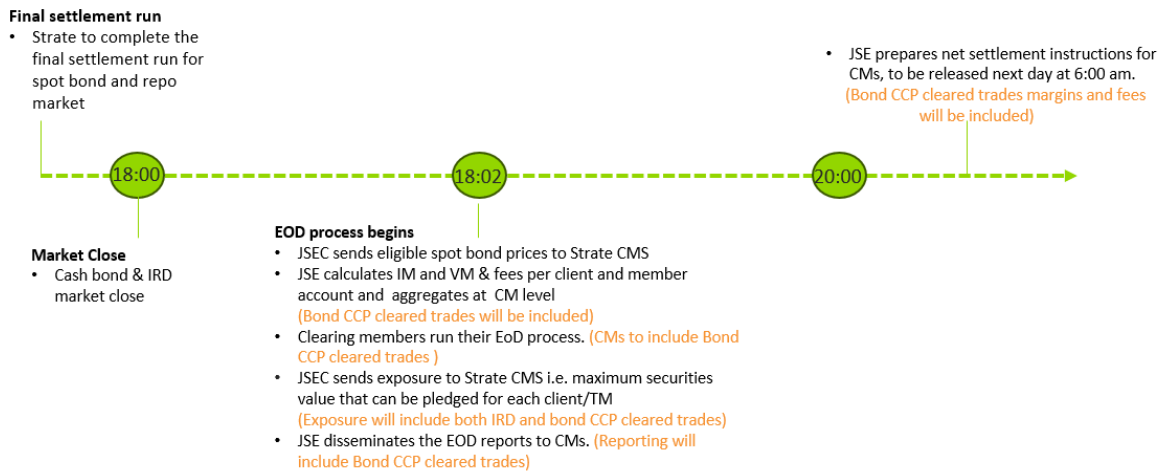 Final settlement run
• Strate to complete the
final settlement run for
spot bond and repo
market
• JSE prepares net settlement instructions for
CMs, to be released next day at 6:00 am.
(Bond CCP cleared trades margins and fees
will be included)
18:00
18:02
20:00
Market Close
• Cash bond & IRD
market close
EOD process begins
• JSEC sends eligible spot bond prices to Strate CMS
• JSE calculates IM and VM & fees per client and member
account and aggregates at CM level
(Bond CCP cleared trades will be included)
• Clearing members run their EoD process. (CMs to include Bond
CCP cleared trades )
• JSEC sends exposure to Strate CMS i.e. maximum securities
value that can be pledged for each client/TM
(Exposure will include both IRD and bond CCP cleared trades)
• JSE disseminates the EOD reports to CMs. (Reporting will
include Bond CCP cleared trades)